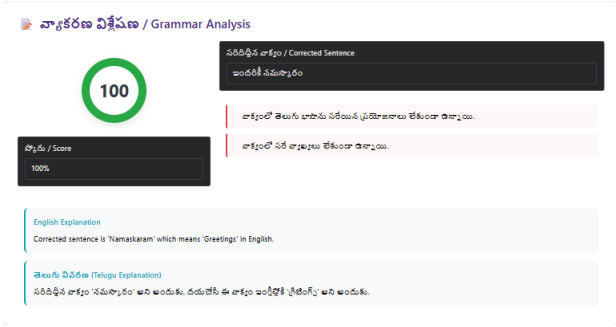 వ్యాకరణ విశ్లేషణ / Grammar Analysis
100
స్కోరు / Score
100%
సరిదిద్దిన వాక్యం / Corrected Sentence
ఇందరికీ నమస్కారం
వాక్యంలో తెలుగు భాషను సరేయిన ప్రయోజనాలు లేకుండా ఉన్నాయి.
వాక్యంలో సరే వ్యాఖ్యలు లేకుండా ఉన్నాయి.
English Explanation
Corrected sentence is 'Namaskaram' which means 'Greetings' in English.
తెలుగు వివరణ (Telugu Explanation)
సరిదిద్దిన వాక్యం 'నమస్కారం' అని అందుకు, దయచేసి ఈ వాక్యం ఇంగ్లీష్లోకి 'గ్రీటింగ్స్' అని అందుకు.